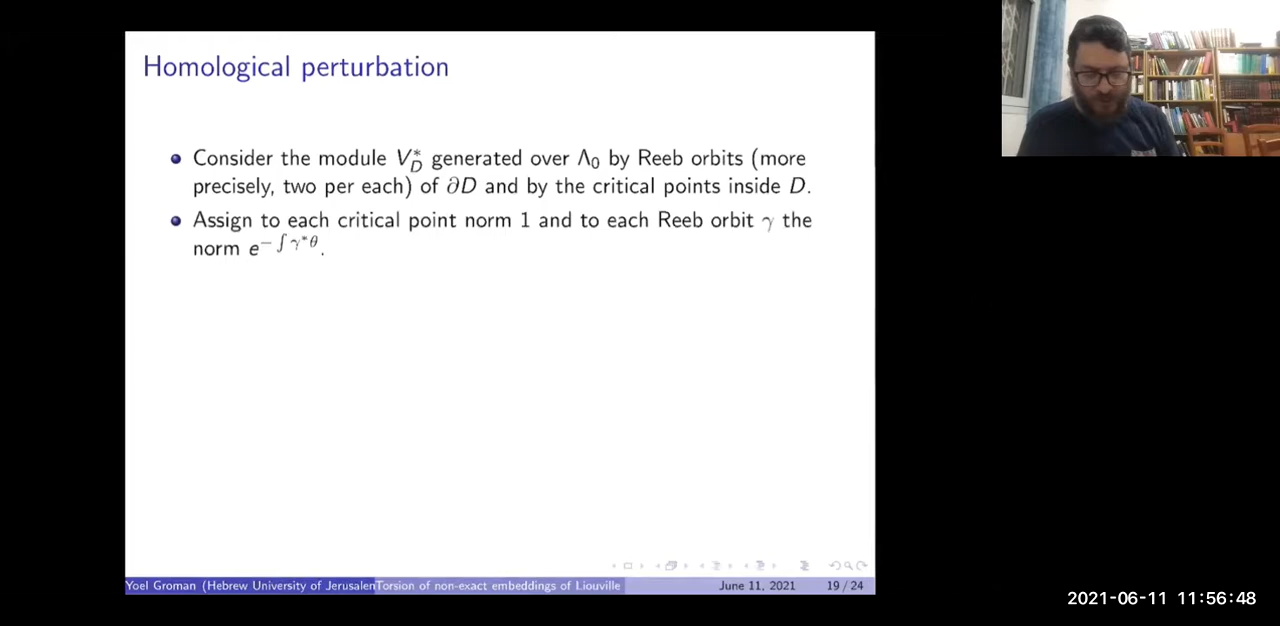 Homological perturbation
Consider the module V*_D generated over Λ₀ by Reeb orbits (more
precisely, two per each) of ∂D and by the critical points inside D.
Assign to each critical point norm 1 and to each Reeb orbit γ the
norm e^{−∫γ*θ}.
Yoel Groman (Hebrew University of Jerusalem
Torsion of non-exact embeddings of Liouville
June 11, 2021
19 / 24
2021-06-11 11:56:48